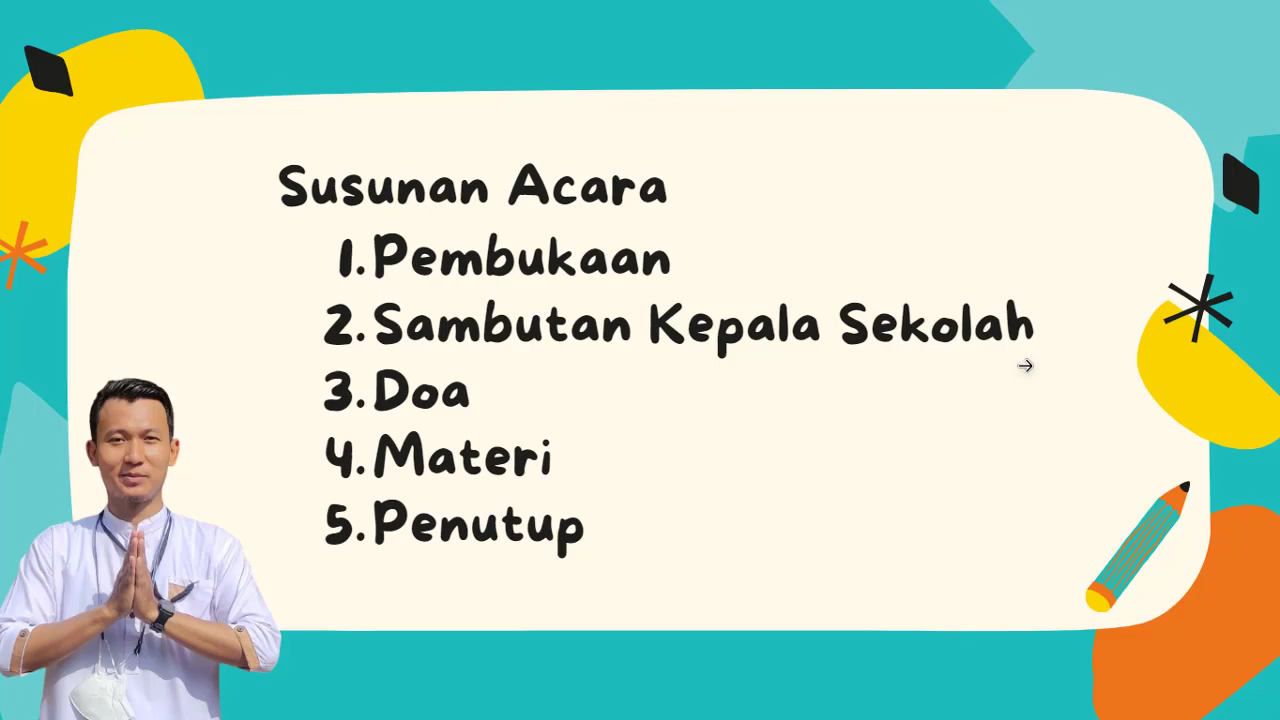 Susunan Acara
1. Pembukaan
2. Sambutan Kepala Sekolah
3. Doa
4. Materi
5. Penutup